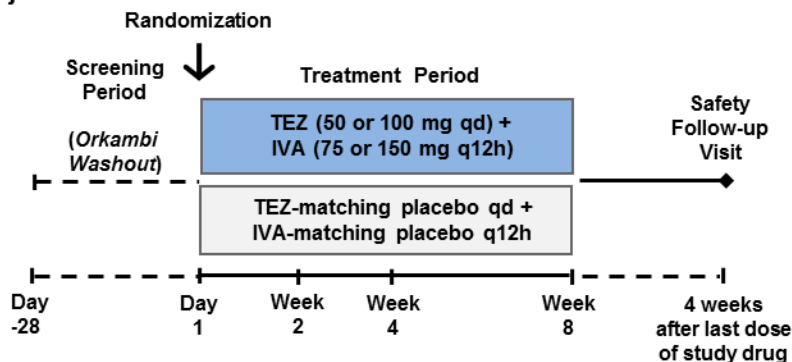 Randomization
Screening
Period
(Orkambi
Washout)
Treatment Period
TEZ (50 or 100 mg qd) +
IVA (75 or 150 mg q12h)
TEZ-matching placebo qd +
IVA-matching placebo q12h
Safety
Follow-up
Visit
Day
-28
Day
1
Week
2
Week
4
Week
8
4 weeks
after last dose
of study drug